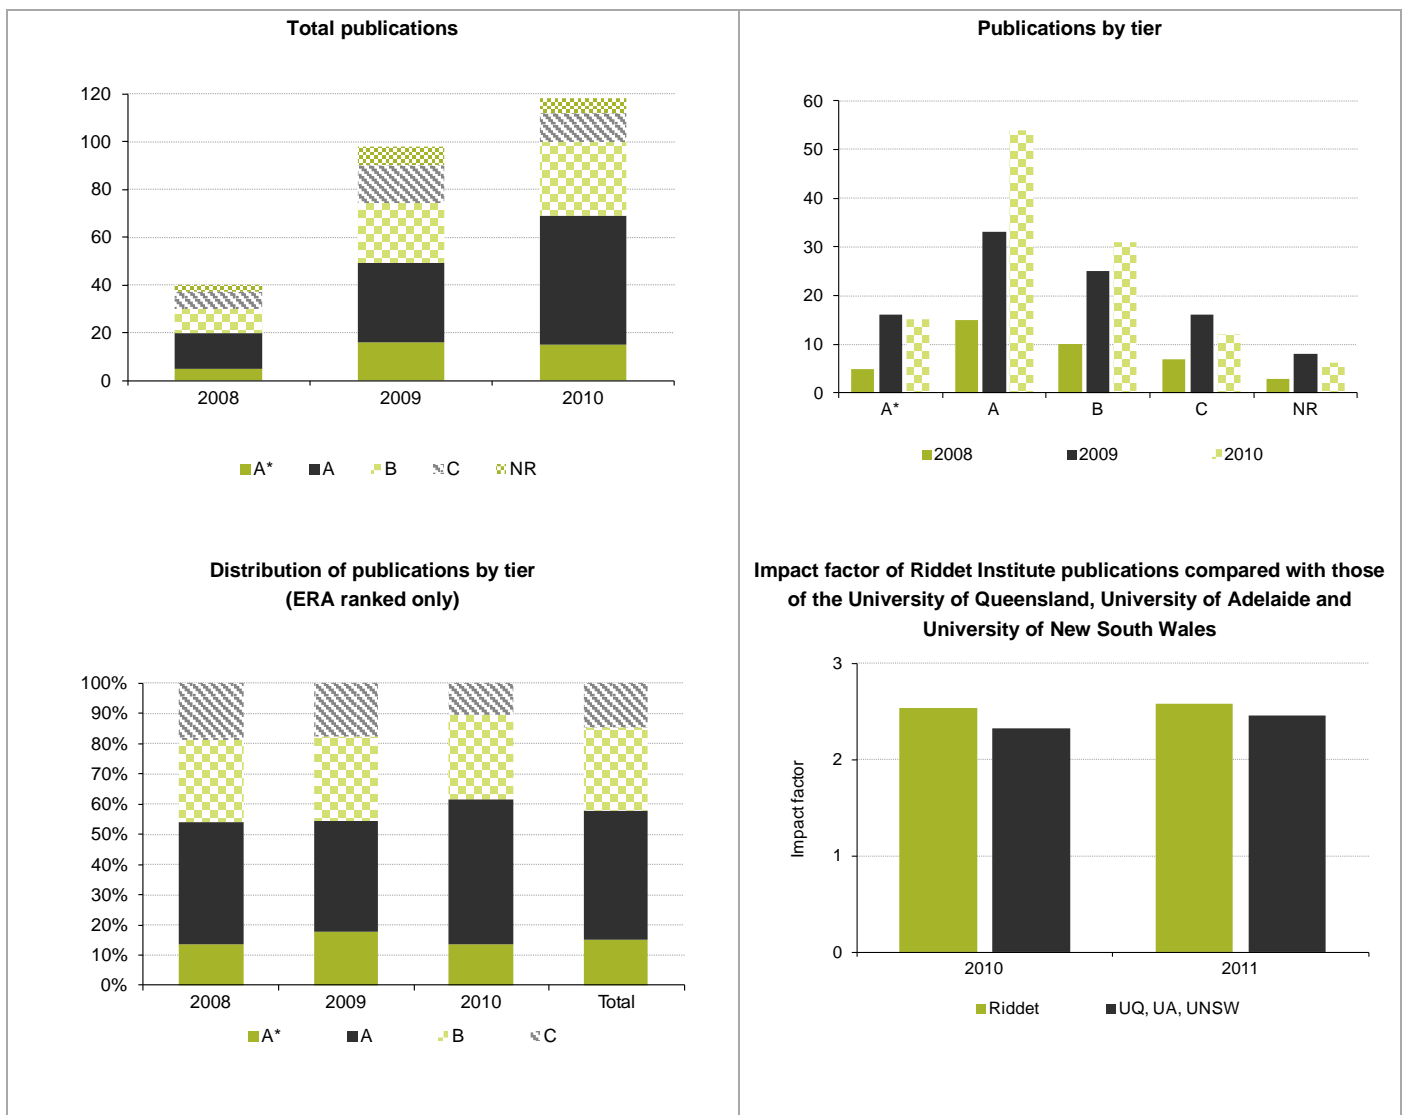 Total publications
120
100
80
60
40
20
0
2008 2009 2010
A* A B C NR
Publications by tier
60
50
40
30
20
10
0
A* A B C NR
2008 2009 2010
Distribution of publications by tier
(ERA ranked only)
100%
90%
80%
70%
60%
50%
40%
30%
20%
10%
0%
2008 2009 2010 Total
A* A B C
Impact factor of Riddet Institute publications compared with those
of the University of Queensland, University of Adelaide and
University of New South Wales
Impact factor
3
2
1
0
2010 2011
Riddet UQ, UA, UNSW